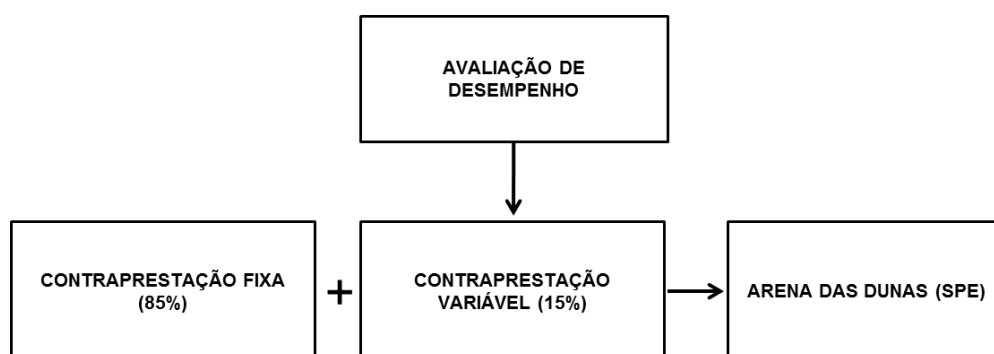 AVALIAÇÃO DE
DESEMPENHO
CONTRAPRESTAÇÃO FIXA
(85%)
+
CONTRAPRESTAÇÃO
VARIÁVEL (15%)
ARENA DAS DUNAS (SPE)